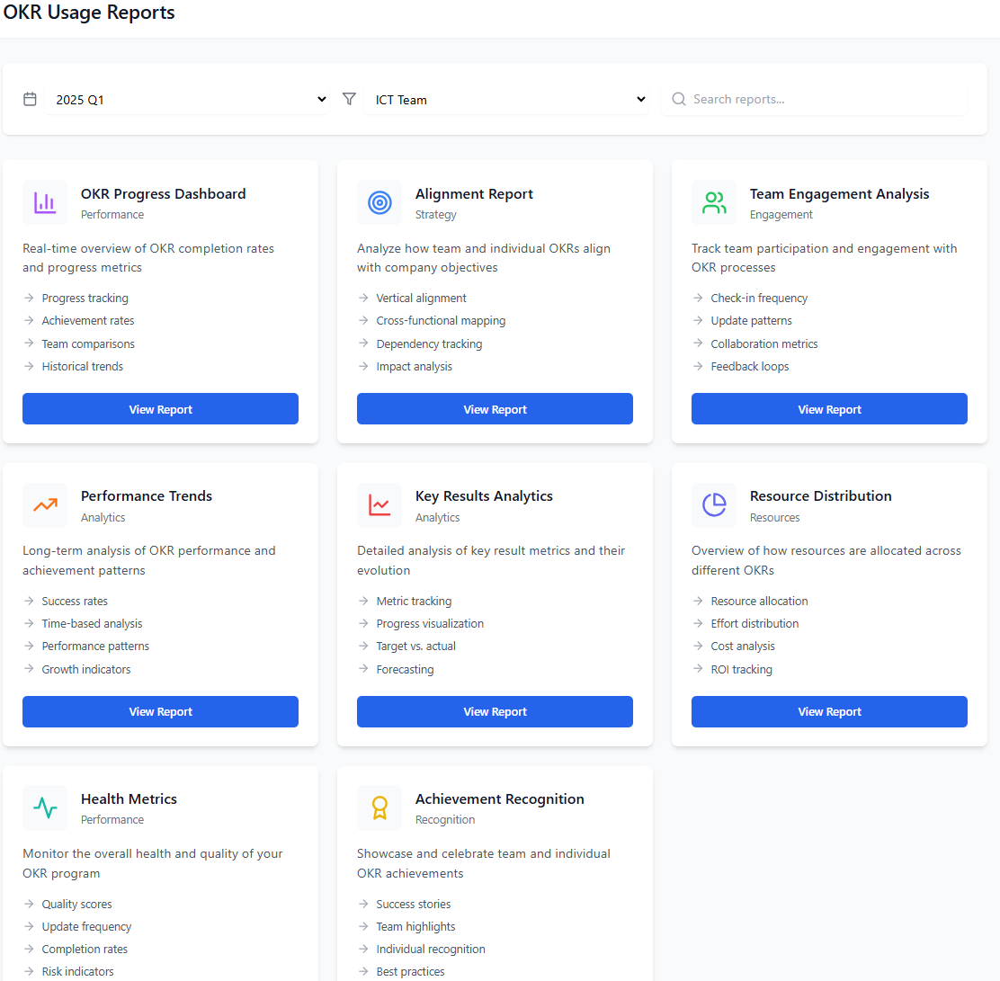 OKR Usage Reports
2025 Q1
ICT Team
Search reports...
OKR Progress Dashboard
Performance
Real-time overview of OKR completion rates
and progress metrics
Progress tracking
Achievement rates
Team comparisons
Historical trends
View Report
Alignment Report
Strategy
Analyze how team and individual OKRs align
with company objectives
Vertical alignment
Cross-functional mapping
Dependency tracking
Impact analysis
View Report
Team Engagement Analysis
Engagement
Track team participation and engagement with
OKR processes
Check-in frequency
Update patterns
Collaboration metrics
Feedback loops
View Report
Performance Trends
Analytics
Long-term analysis of OKR performance and
achievement patterns
Success rates
Time-based analysis
Performance patterns
Growth indicators
View Report
Key Results Analytics
Analytics
Detailed analysis of key result metrics and their
evolution
Metric tracking
Progress visualization
Target vs. actual
Forecasting
View Report
Resource Distribution
Resources
Overview of how resources are allocated across
different OKRs
Resource allocation
Effort distribution
Cost analysis
ROI tracking
View Report
Health Metrics
Performance
Monitor the overall health and quality of your
OKR program
Quality scores
Update frequency
Completion rates
Risk indicators
Achievement Recognition
Recognition
Showcase and celebrate team and individual
OKR achievements
Success stories
Team highlights
Individual recognition
Best practices